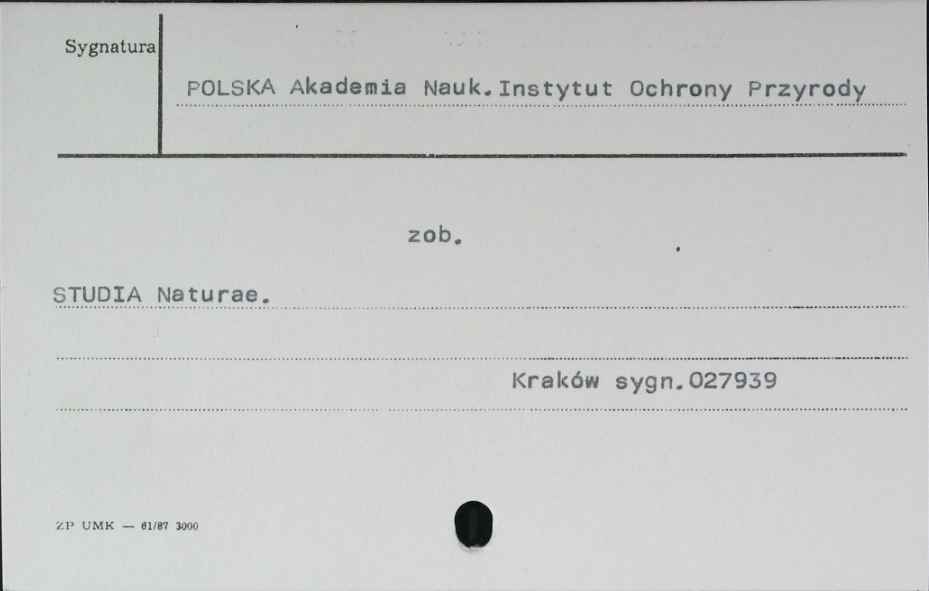 Sygnatura
POLSKA Akademia Nauk.Instytut Ochrony Przyrody
zob.
STUDIA Naturae.
Kraków sygn.027939
ZP UMK — 61/87 3000